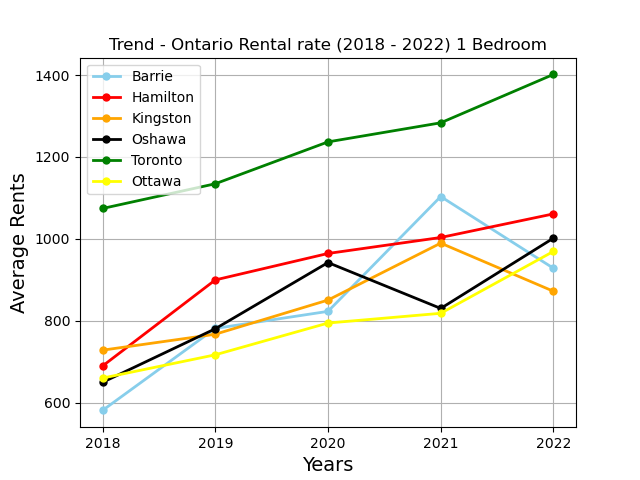 Trend - Ontario Rental rate (2018 - 2022) 1 Bedroom
Barrie
Hamilton
Kingston
Oshawa
Toronto
Ottawa
1400
1200
1000
800
600
Average Rents
2018 2019 2020 2021 2022
Years